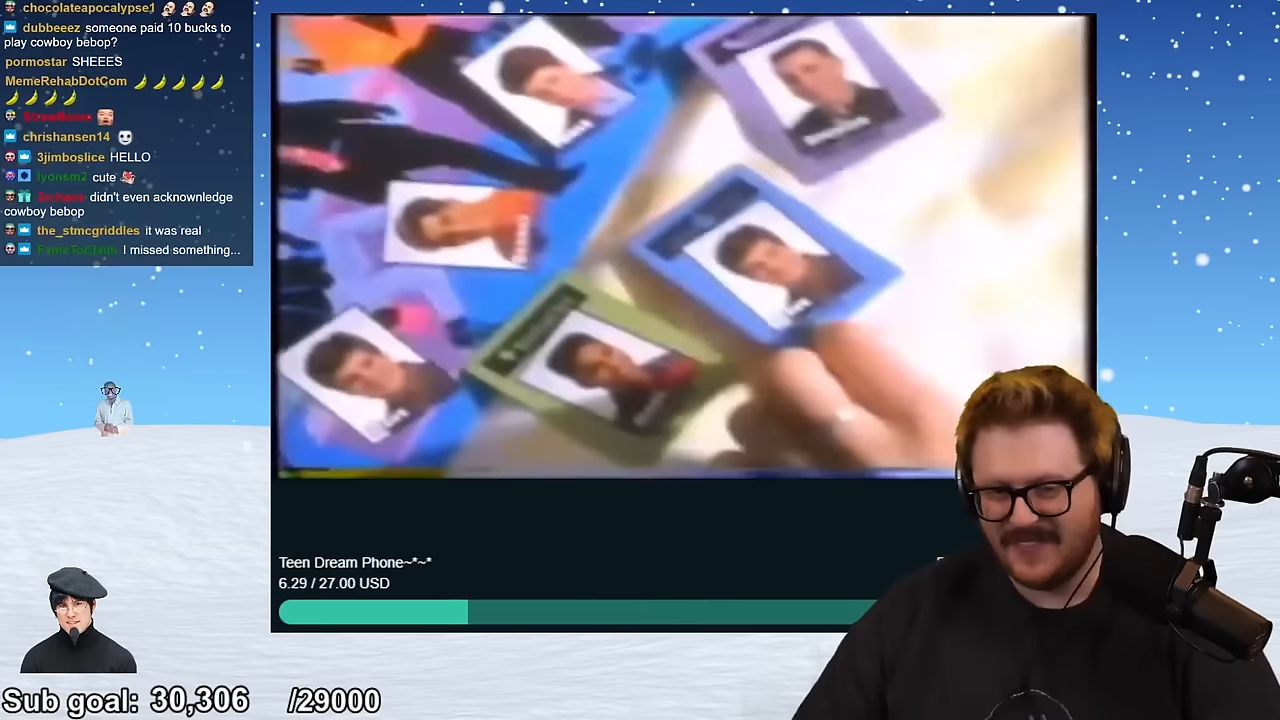 chocolateapocalypse1
dubbeeez someone paid 10 bucks to
play cowboy bebop?
pormostar SHEEES
MemeRehabDotCom
chrishansen14
3jimboslice HELLO
lyonsm2 cute
didn't even acknowledge
cowboy bebop
the_stmcgriddles it was real
FameToClaim I missed something...
Teen Dream Phone~*~*
6.29 / 27.00 USD
Sub goal: 30,306 /29000